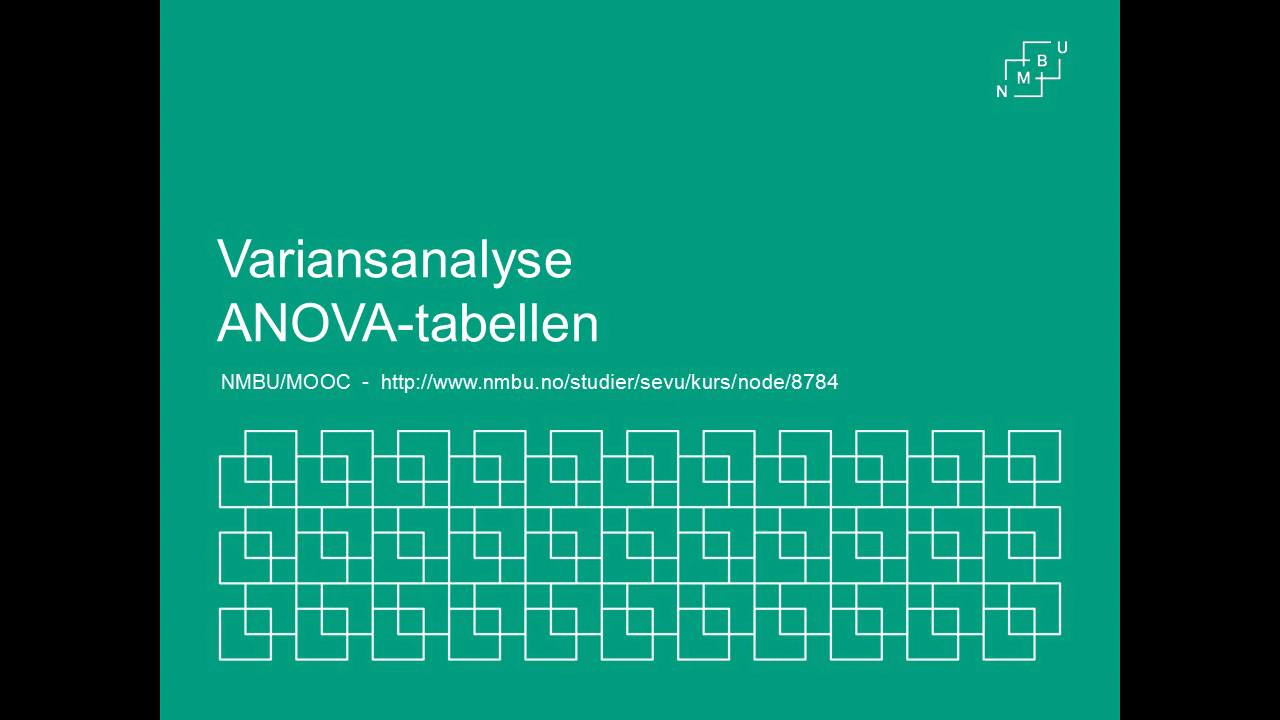 U
B
M
N
Variansanalyse
ANOVA-tabellen
NMBU/MOOC - http://www.nmbu.no/studier/sevu/kurs/node/8784